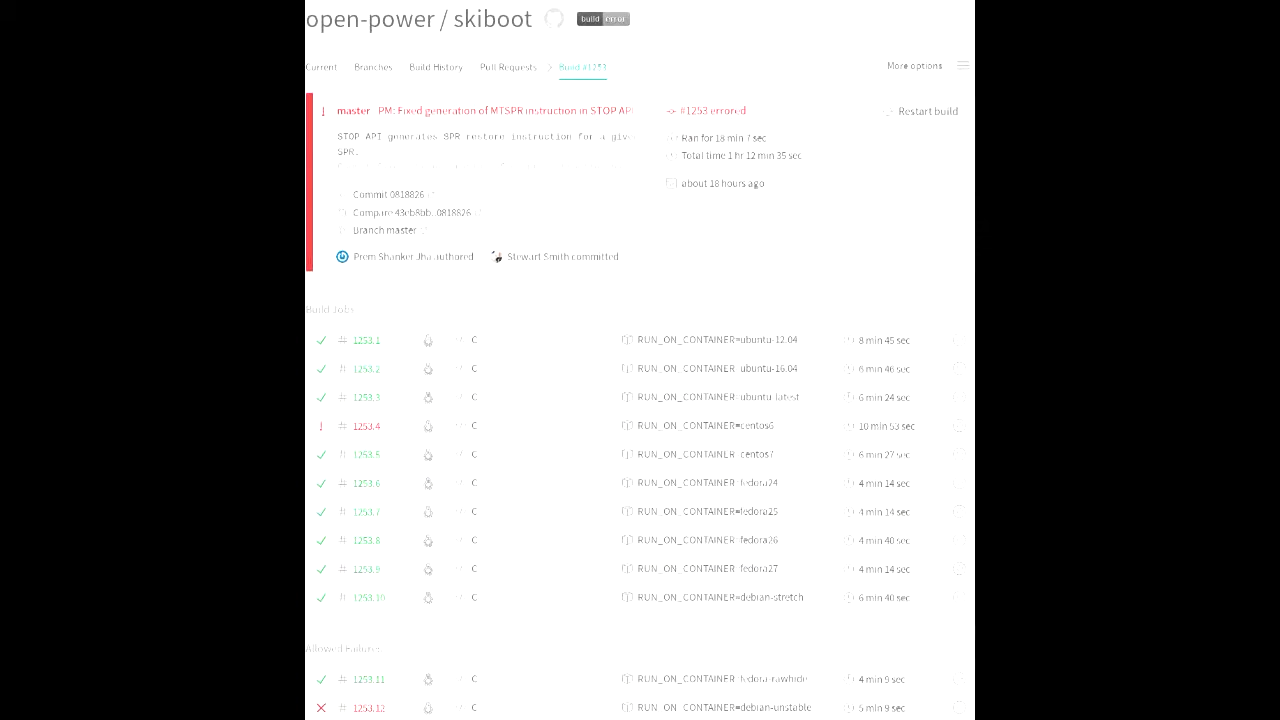 open-power / skiboot build error
Current Branches Build History Pull Requests Build #1253 More options
master PM: Fixed generation of MTSPR instruction in STOP API #1253 errored Restart build
STOP API generates SPR restore instruction for a give
SPR.
Ran for 18 min 7 sec
Total time 1 hr 12 min 35 sec
about 18 hours ago
Commit 0818826
Compare 43eb8bb..0818826
Branch master
Prem Shanker Jha authored Stewart Smith committed
Build Jobs
# 1253.1 C RUN_ON_CONTAINER=ubuntu-12.04 8 min 45 sec
# 1253.2 C RUN_ON_CONTAINER=ubuntu-16.04 6 min 46 sec
# 1253.3 C RUN_ON_CONTAINER=ubuntu-latest 6 min 24 sec
# 1253.4 C RUN_ON_CONTAINER=centos6 10 min 53 sec
# 1253.5 C RUN_ON_CONTAINER=centos7 6 min 27 sec
# 1253.6 C RUN_ON_CONTAINER=fedora24 4 min 14 sec
# 1253.7 C RUN_ON_CONTAINER=fedora25 4 min 14 sec
# 1253.8 C RUN_ON_CONTAINER=fedora26 4 min 40 sec
# 1253.9 C RUN_ON_CONTAINER=fedora27 4 min 14 sec
# 1253.10 C RUN_ON_CONTAINER=debian-stretch 6 min 40 sec
Allowed Failures
# 1253.11 C RUN_ON_CONTAINER=fedora-rawhide 4 min 9 sec
# 1253.12 C RUN_ON_CONTAINER=debian-unstable 5 min 9 sec